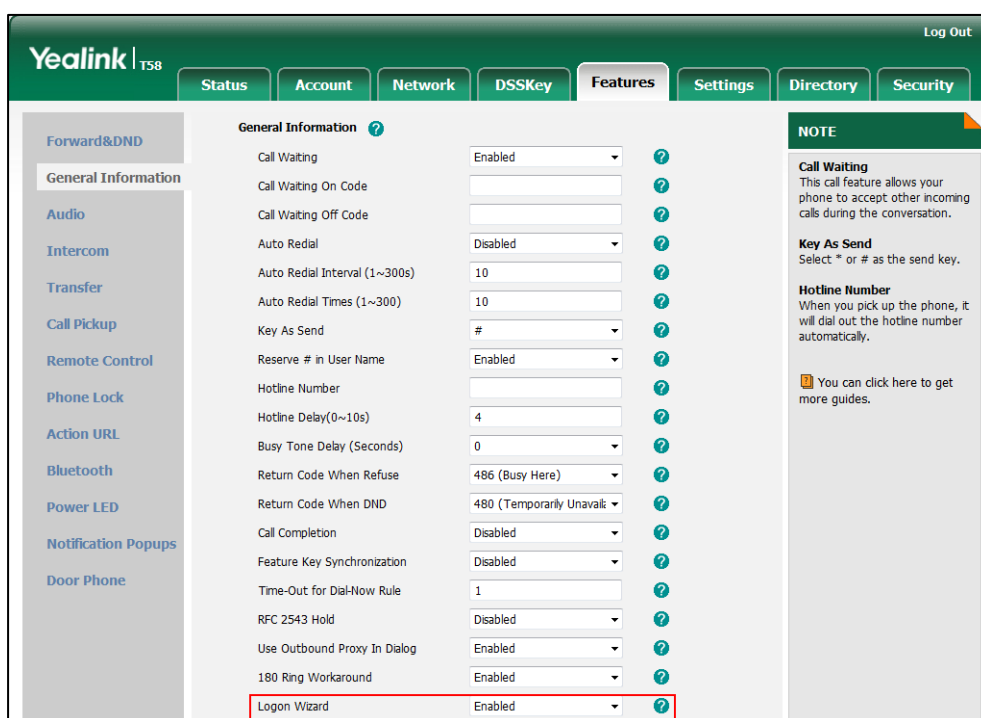 Log Out
Yealink T58
Status Account Network DSSKey Features Settings Directory Security
Forward&DND
General Information
Audio
Intercom
Transfer
Call Pickup
Remote Control
Phone Lock
Action URL
Bluetooth
Power LED
Notification Popups
Door Phone
General Information ?
Call Waiting Enabled ?
Call Waiting On Code ?
Call Waiting Off Code ?
Auto Redial Disabled ?
Auto Redial Interval (1~300s) 10 ?
Auto Redial Times (1~300) 10 ?
Key As Send # ?
Reserve # in User Name Enabled ?
Hotline Number ?
Hotline Delay(0~10s) 4 ?
Busy Tone Delay (Seconds) 0 ?
Return Code When Refuse 486 (Busy Here) ?
Return Code When DND 480 (Temporarily Unavail ?
Call Completion Disabled ?
Feature Key Synchronization Disabled ?
Time-Out for Dial-Now Rule 1 ?
RFC 2543 Hold Disabled ?
Use Outbound Proxy In Dialog Enabled ?
180 Ring Workaround Enabled ?
Logon Wizard Enabled ?
NOTE
Call Waiting
This call feature allows your
phone to accept other incoming
calls during the conversation.
Key As Send
Select * or # as the send key.
Hotline Number
When you pick up the phone, it
will dial out the hotline number
automatically.
? You can click here to get
more guides.